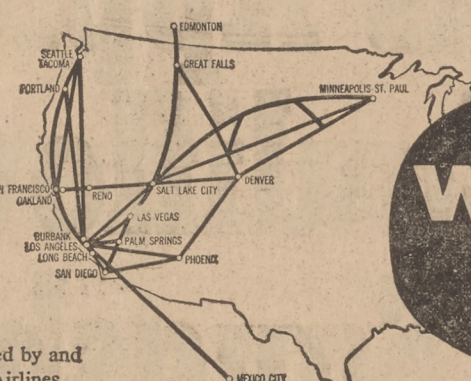 EDMONTON
SEATTLE
TACOMA
GREAT FALLS
PORTLAND
MINNEAPOLIS-ST. PAUL
N FRANCISCO
OAKLAND
RENO
SALT LAKE CITY
DENVER
LAS VEGAS
BURBANK
LOS ANGELES
LONG BEACH
PALM SPRINGS
SAN DIEGO
PHOENIX
W
ed by and
Airlines
MEXICO CITY